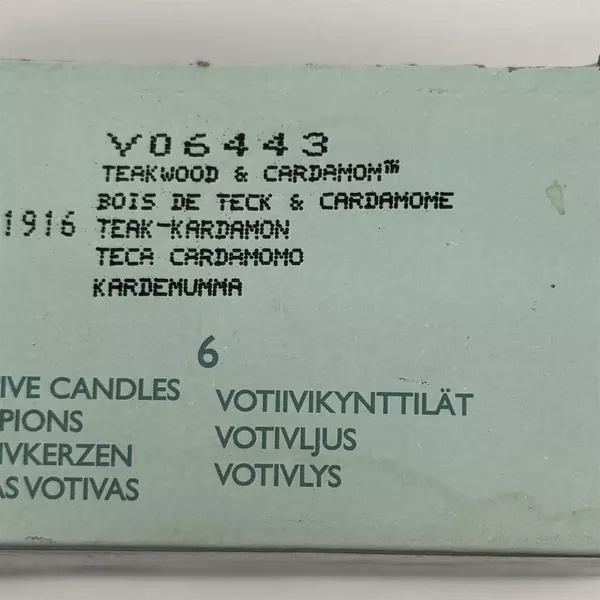 V06443
TEAKWOOD & CARDAMOM™
BOIS DE TECK & CARDAMOME
1916 TEAK-KARDAMON
TECA CARDAMOMO
KARDEMUMMA
6
IVE CANDLES
PIONS
IVKERZEN
AS VOTIVAS
VOTIIVIKYNTTILÄT
VOTIVLJUS
VOTIVLYS